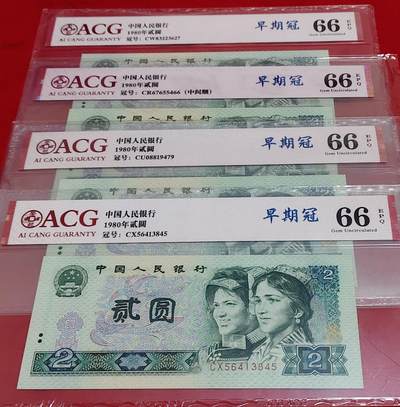 ACG
AI CANG GUARANTY
中国人民银行
1980年贰圆
冠号: CW83123627
早期冠
66 EPQ
Gem Uncirculated
ACG
AI CANG GUARANTY
中国人民银行
1980年贰圆
冠号: CR67655466 (中间顺)
早期冠
66 EPQ
Gem Uncirculated
ACG
AI CANG GUARANTY
中国人民银行
1980年贰圆
冠号: CU08819479
早期冠
66 EPQ
Gem Uncirculated
ACG
AI CANG GUARANTY
中国人民银行
1980年贰圆
冠号: CX56413845
早期冠
66 EPQ
Gem Uncirculated
中国人民银行
2
贰圆
CX56413845
2
2